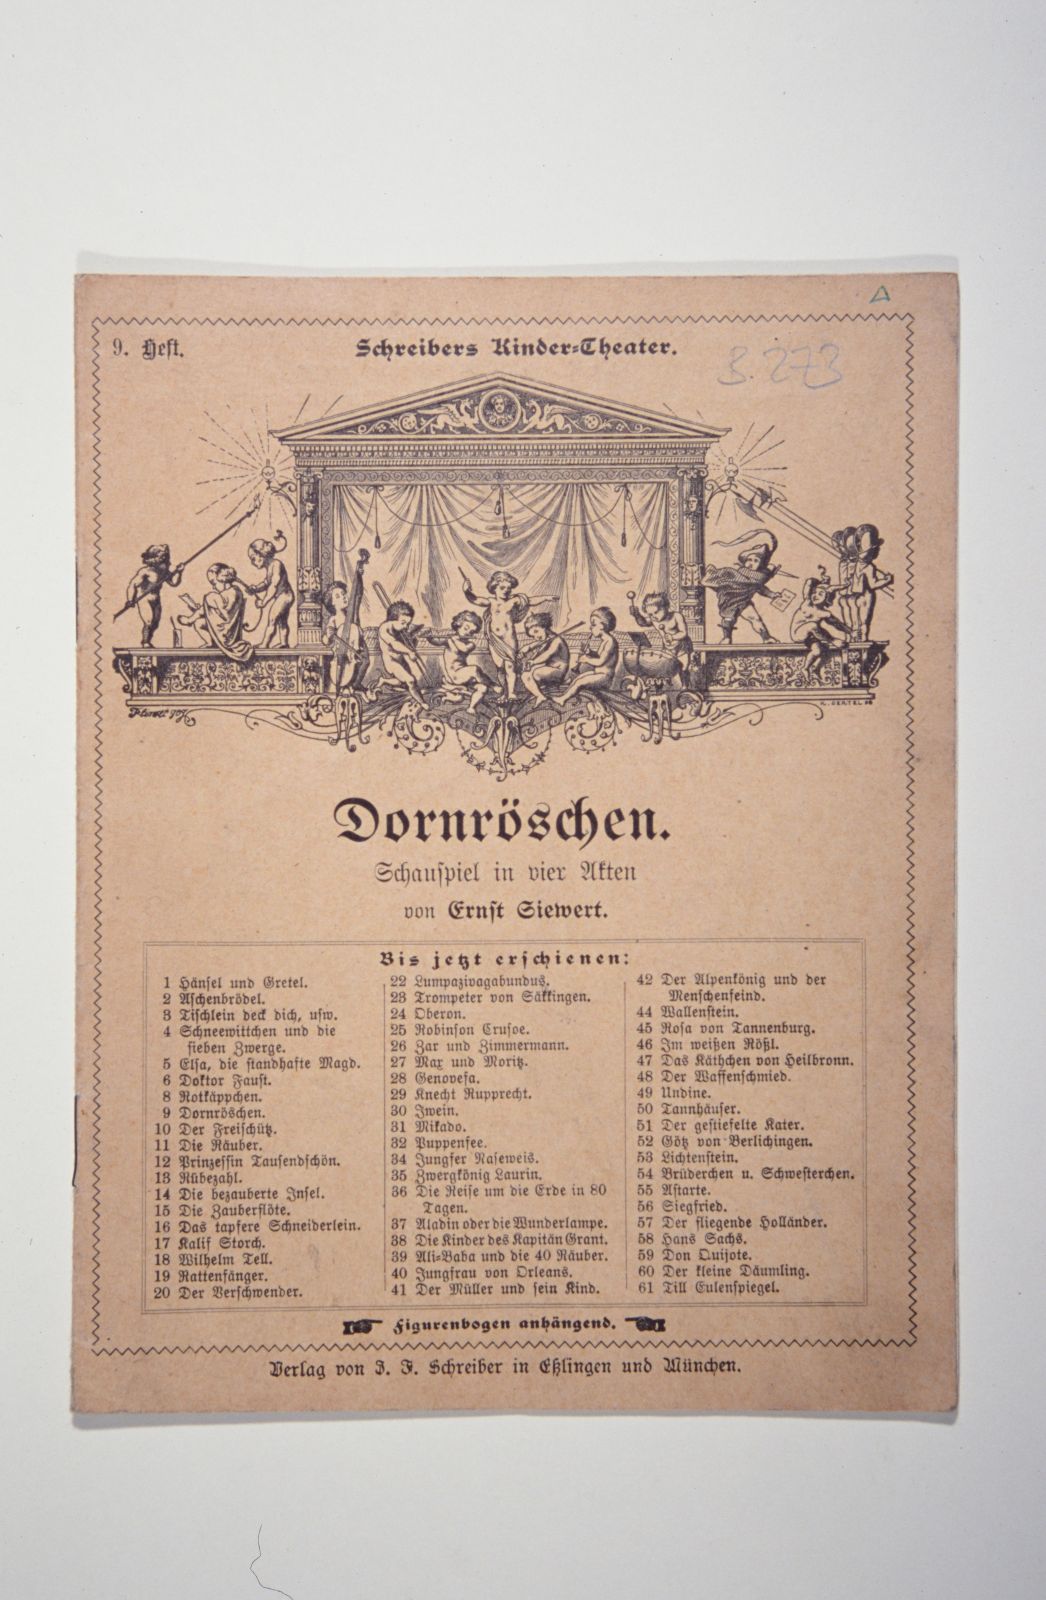 9. Heft.
Schreibers Kinder-Theater.
B. 273
K. OERTEL
Dornröschen.
Schauspiel in vier Akten
von Ernst Siewert.
Bis jetzt erschienen:
1 Hänsel und Gretel.
2 Aschenbrödel.
3 Tischlein deck dich, usw.
4 Schneewittchen und die
sieben Zwerge.
5 Elsa, die standhafte Magd.
6 Doktor Faust.
8 Rotkäppchen.
9 Dornröschen.
10 Der Freischütz.
11 Die Räuber.
12 Prinzessin Tausendschön.
13 Rübezahl.
14 Die bezauberte Insel.
15 Die Zauberflöte.
16 Das tapfere Schneiderlein.
17 Kalif Storch.
18 Wilhelm Tell.
19 Rattenfänger.
20 Der Verschwender.
22 Lumpazivagabundus.
23 Trompeter von Säkkingen.
24 Oberon.
25 Robinson Crusoe.
26 Zar und Zimmermann.
27 Max und Moritz.
28 Genovefa.
29 Knecht Rupprecht.
30 Iwein.
31 Mikado.
32 Puppenfee.
34 Jungfer Naseweis.
35 Zwergkönig Laurin.
36 Die Reise um die Erde in 80
Tagen.
37 Aladin oder die Wunderlampe.
38 Die Kinder des Kapitän Grant.
39 Ali-Baba und die 40 Räuber.
40 Jungfrau von Orleans.
41 Der Müller und sein Kind.
42 Der Alpenkönig und der
Menschenfeind.
44 Wallenstein.
45 Rosa von Tannenburg.
46 Im weißen Rößl.
47 Das Käthchen von Heilbronn.
48 Der Waffenschmied.
49 Undine.
50 Tannhäuser.
51 Der gestiefelte Kater.
52 Götz von Berlichingen.
53 Lichtenstein.
54 Brüderchen u. Schwesterchen.
55 Astarte.
56 Siegfried.
57 Der fliegende Holländer.
58 Hans Sachs.
59 Don Quijote.
60 Der kleine Däumling.
61 Till Eulenspiegel.
Figurenbogen anhängend.
Verlag von J. F. Schreiber in Eßlingen und München.